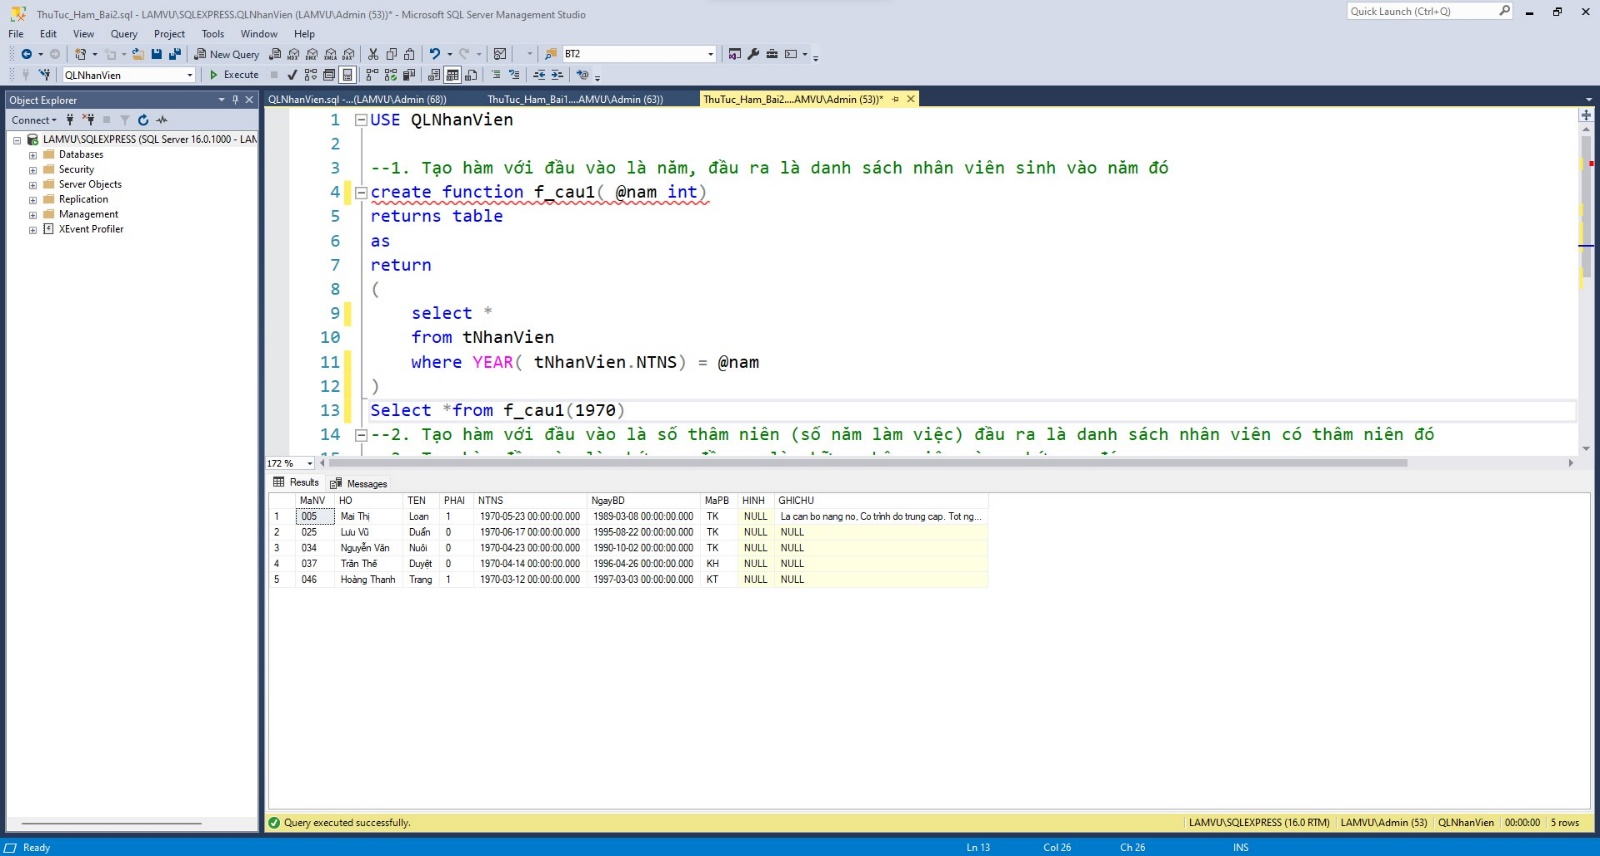 ThuTuc_Ham_Bai2.sql - LAMVU\SQLEXPRESS.QLNhanVien (LAMVU\Admin (53))* - Microsoft SQL Server Management Studio
Quick Launch (Ctrl+Q)
File Edit View Query Project Tools Window Help
New Query
BT2
QLNhanVien
Execute
Object Explorer
Connect
LAMVU\SQLEXPRESS (SQL Server 16.0.1000 - LAM
Databases
Security
Server Objects
Replication
Management
XEvent Profiler
QLNhanVien.sql -...(LAMVU\Admin (68)) ThuTuc_Ham_Bai1....AMVU\Admin (63)) ThuTuc_Ham_Bai2....AMVU\Admin (53))*
1 USE QLNhanVien
2
3 --1. Tạo hàm với đầu vào là năm, đầu ra là danh sách nhân viên sinh vào năm đó
4 create function f_cau1( @nam int)
5 returns table
6 as
7 return
8 (
9 select *
10 from tNhanVien
11 where YEAR( tNhanVien.NTNS) = @nam
12 )
13 Select *from f_cau1(1970)
14 --2. Tạo hàm với đầu vào là số thâm niên (số năm làm việc) đầu ra là danh sách nhân viên có thâm niên đó
172 %
Results Messages
MaNV HO TEN PHAI NTNS NgayBD MaPB HINH GHICHU
1 005 Mai Thị Loan 1 1970-05-23 00:00:00.000 1989-03-08 00:00:00.000 TK NULL La can bo nang no, Co trình do trung cap. Tot ng...
2 025 Lưu Vũ Duẩn 0 1970-06-17 00:00:00.000 1995-08-22 00:00:00.000 TK NULL NULL
3 034 Nguyễn Văn Nuôi 0 1970-04-23 00:00:00.000 1990-10-02 00:00:00.000 TK NULL NULL
4 037 Trần Thế Duyệt 0 1970-04-14 00:00:00.000 1996-04-26 00:00:00.000 KH NULL NULL
5 046 Hoàng Thanh Trang 1 1970-03-12 00:00:00.000 1997-03-03 00:00:00.000 KT NULL NULL
Query executed successfully. LAMVU\SQLEXPRESS (16.0 RTM) LAMVU\Admin (53) QLNhanVien 00:00:00 5 rows
Ready Ln 13 Col 26 Ch 26 INS